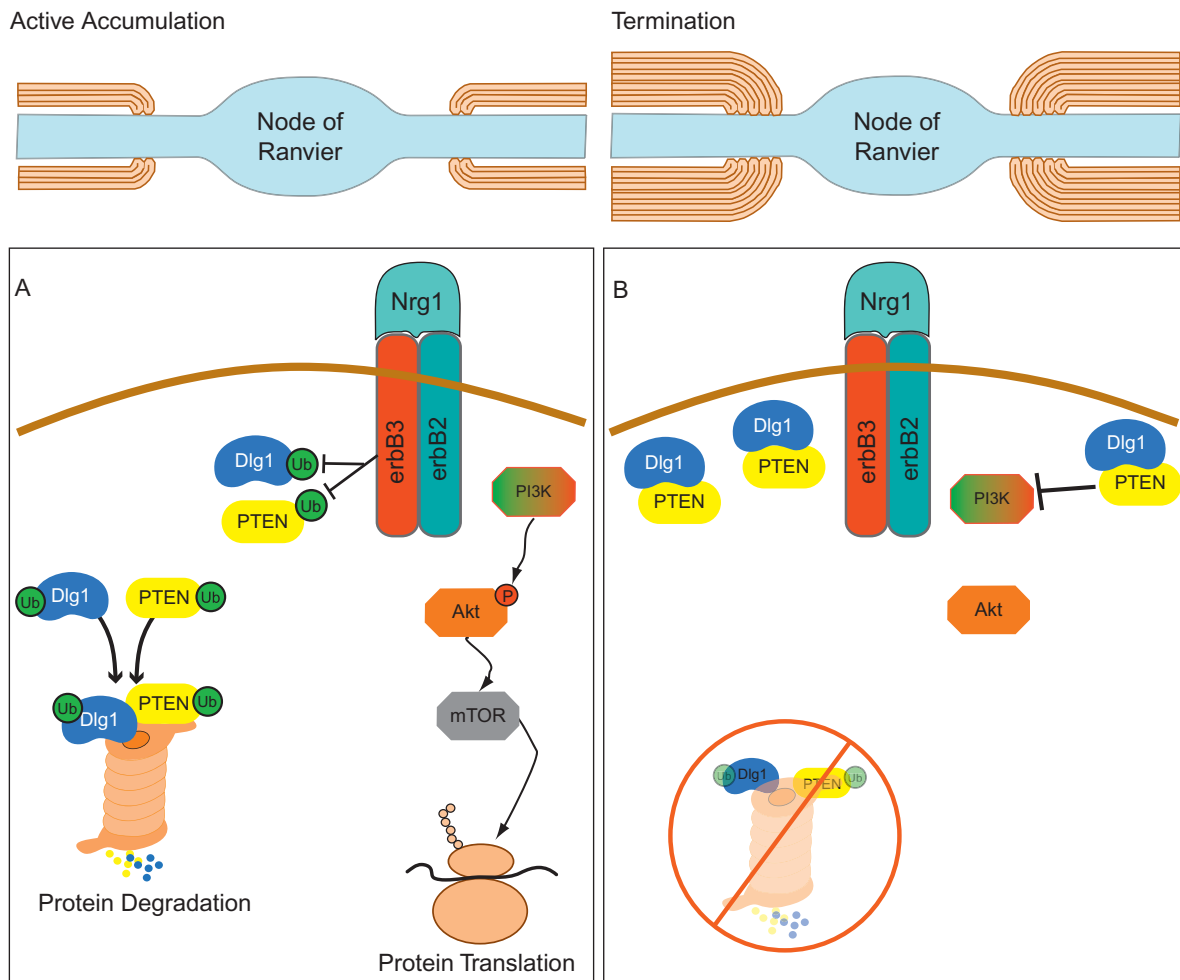 Active Accumulation
Termination
Node of
Ranvier
Node of
Ranvier
A
Nrg1
erbB3
erbB2
Dlg1
Ub
PTEN
Ub
PI3K
Ub
Dlg1
PTEN
Ub
Akt
P
Ub
Dlg1
PTEN
Ub
mTOR
Protein Degradation
Protein Translation
B
Nrg1
erbB3
erbB2
Dlg1
PTEN
Dlg1
PTEN
Dlg1
PTEN
PI3K
Akt
Ub
Dlg1
PTEN
Ub